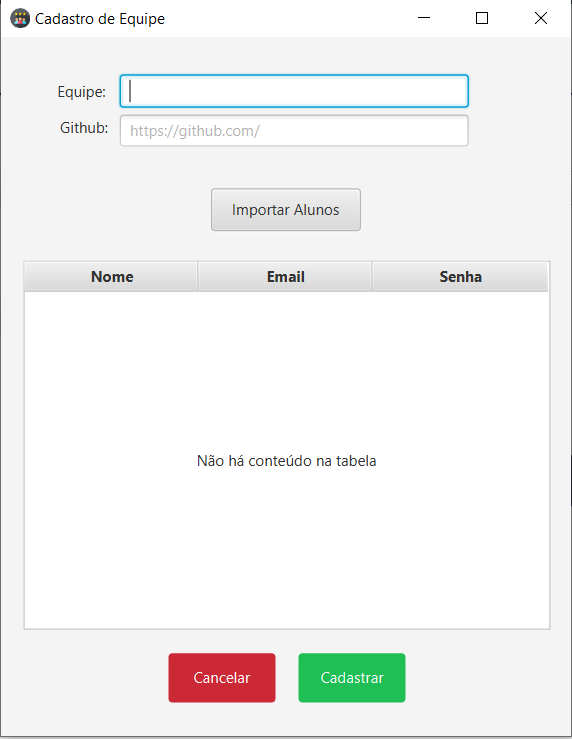 Cadastro de Equipe
Equipe:
Github: https://github.com/
Importar Alunos
Nome Email Senha
Não há conteúdo na tabela
Cancelar Cadastrar